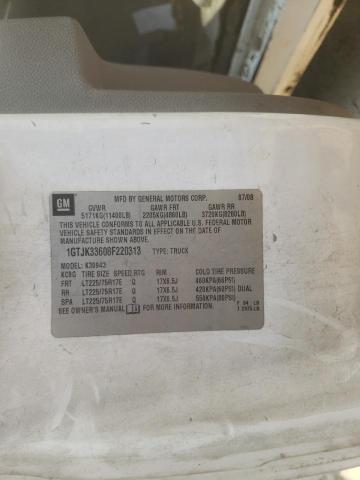 GM
MFD BY GENERAL MOTORS CORP. 07/08
GVWR GAWR FRT GAWR RR
5171KG(11400LB) 2205KG(4860LB) 3720KG(8200LB)
THIS VEHICLE CONFORMS TO ALL APPLICABLE U.S. FEDERAL MOTOR
VEHICLE SAFETY STANDARDS IN EFFECT ON THE DATE OF
MANUFACTURE SHOWN ABOVE.
1GTJK33608F220313 TYPE: TRUCK
MODEL: K30943
TIRE SIZE SPEED RTG RIM COLD TIRE PRESSURE
FRT LT225/75R17E Q 17X6.5J
RR LT225/75R17E Q 17X6.5J 420KPA(60PSI) DUAL
SPA LT225/75R17E Q 17X6.5J 550KPA(80PSI)
SEE OWNER'S MANUAL FOR MORE INFORMATION.